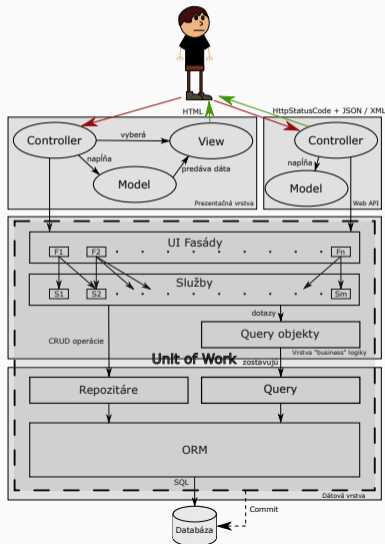 HTML
HttpStatusCode + JSON / XML
Controller
vyberá
View
Controller
napĺňa
Model
predáva dáta
napĺňa
Model
Prezentačná vrstva
Web API
UI Fasády
F1
F2
Fn
Služby
S1
S2
Sm
dotazy
Query objekty
CRUD operácie
Vrstva "business" logiky
Unit of Work
zostavujú
Repozitáre
Query
ORM
SQL
Dátová vrstva
Commit
Databáza